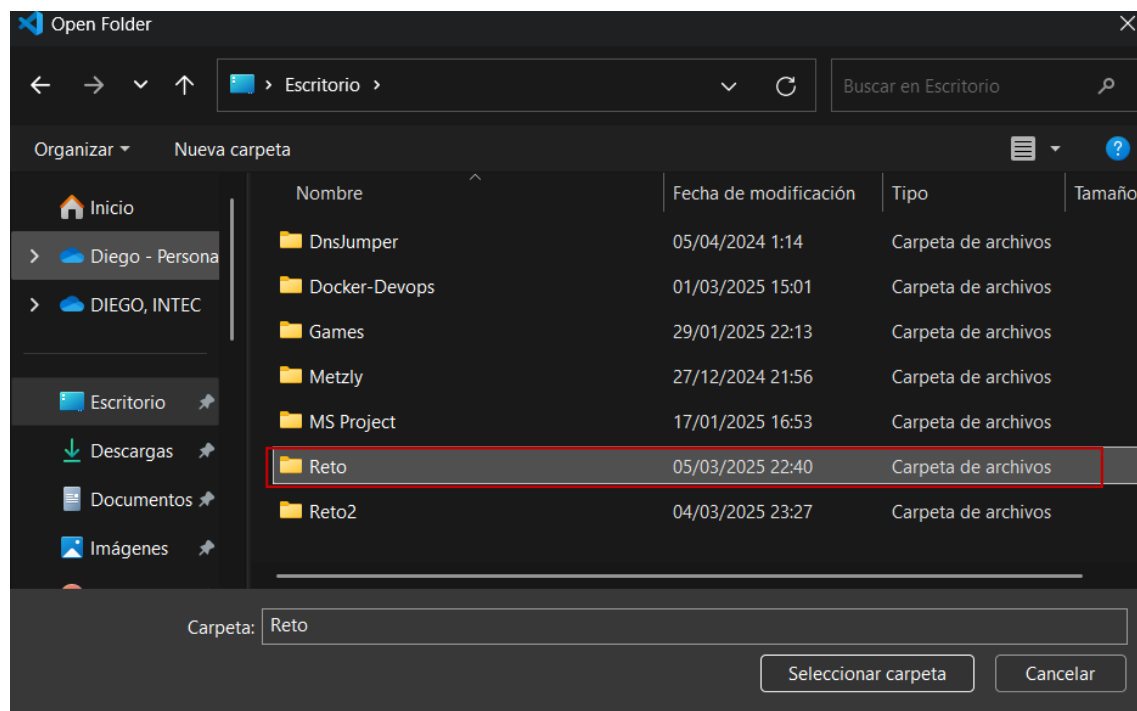 Open Folder
Escritorio
Buscar en Escritorio
Organizar
Nueva carpeta
Inicio
Diego - Persona
DIEGO, INTEC
Escritorio
Descargas
Documentos
Imágenes
Nombre Fecha de modificación Tipo Tamaño
DnsJumper 05/04/2024 1:14 Carpeta de archivos
Docker-Devops 01/03/2025 15:01 Carpeta de archivos
Games 29/01/2025 22:13 Carpeta de archivos
Metzly 27/12/2024 21:56 Carpeta de archivos
MS Project 17/01/2025 16:53 Carpeta de archivos
Reto 05/03/2025 22:40 Carpeta de archivos
Reto2 04/03/2025 23:27 Carpeta de archivos
Carpeta: Reto
Seleccionar carpeta
Cancelar